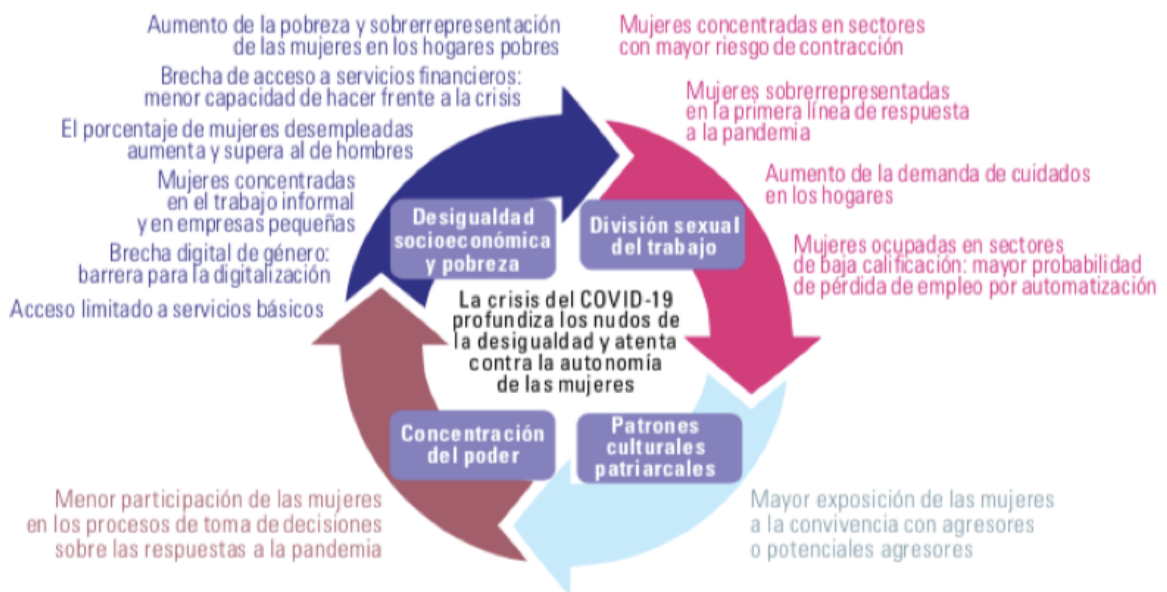 Aumento de la pobreza y sobrerrepresentación
de las mujeres en los hogares pobres
Brecha de acceso a servicios financieros:
menor capacidad de hacer frente a la crisis
El porcentaje de mujeres desempleadas
aumenta y supera al de hombres
Mujeres concentradas
en el trabajo informal
y en empresas pequeñas
Brecha digital de género:
barrera para la digitalización
Acceso limitado a servicios básicos
Mujeres concentradas en sectores
con mayor riesgo de contracción
Mujeres sobrerrepresentadas
en la primera línea de respuesta
a la pandemia
Aumento de la demanda de cuidados
en los hogares
Mujeres ocupadas en sectores
de baja calificación: mayor probabilidad
de pérdida de empleo por automatización
Desigualdad
socioeconómica
y pobreza
División sexual
del trabajo
La crisis del COVID-19
profundiza los nudos de
la desigualdad y atenta
contra la autonomía
de las mujeres
Concentración
del poder
Patrones
culturales
patriarcales
Menor participación de las mujeres
en los procesos de toma de decisiones
sobre las respuestas a la pandemia
Mayor exposición de las mujeres
a la convivencia con agresores
o potenciales agresores